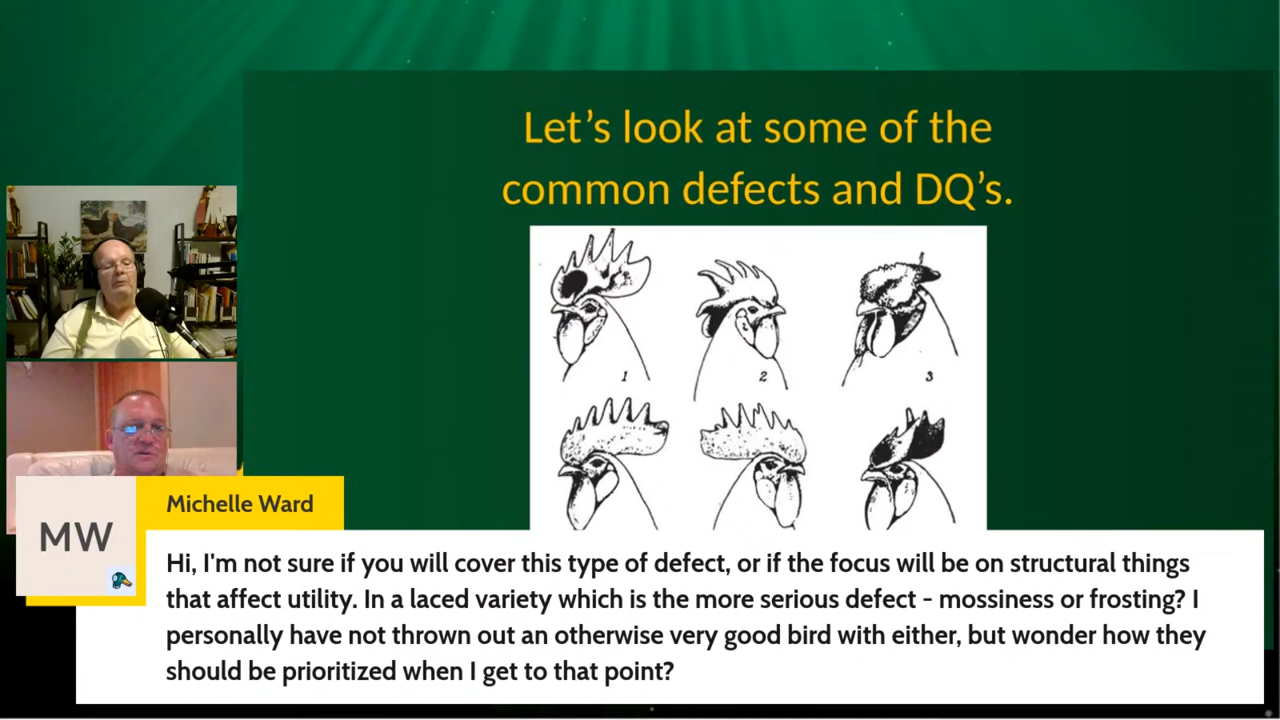 Let's look at some of the
common defects and DQ's.
1
2
3
MW
Michelle Ward
Hi, I'm not sure if you will cover this type of defect, or if the focus will be on structural things
that affect utility. In a laced variety which is the more serious defect - mossiness or frosting? I
personally have not thrown out an otherwise very good bird with either, but wonder how they
should be prioritized when I get to that point?